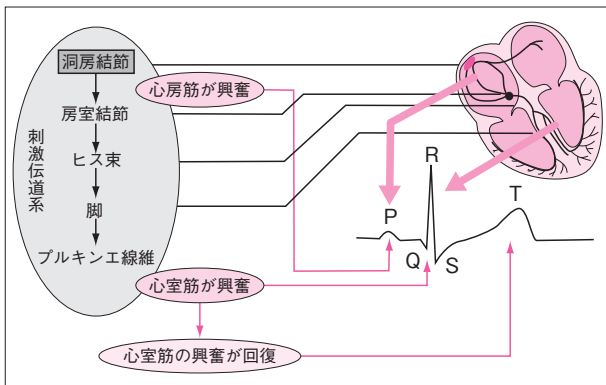 洞房結節
心房筋が興奮
房室結節
刺激伝道系
ヒス束
脚
プルキンエ線維
R
P
T
Q
S
心室筋が興奮
心室筋の興奮が回復